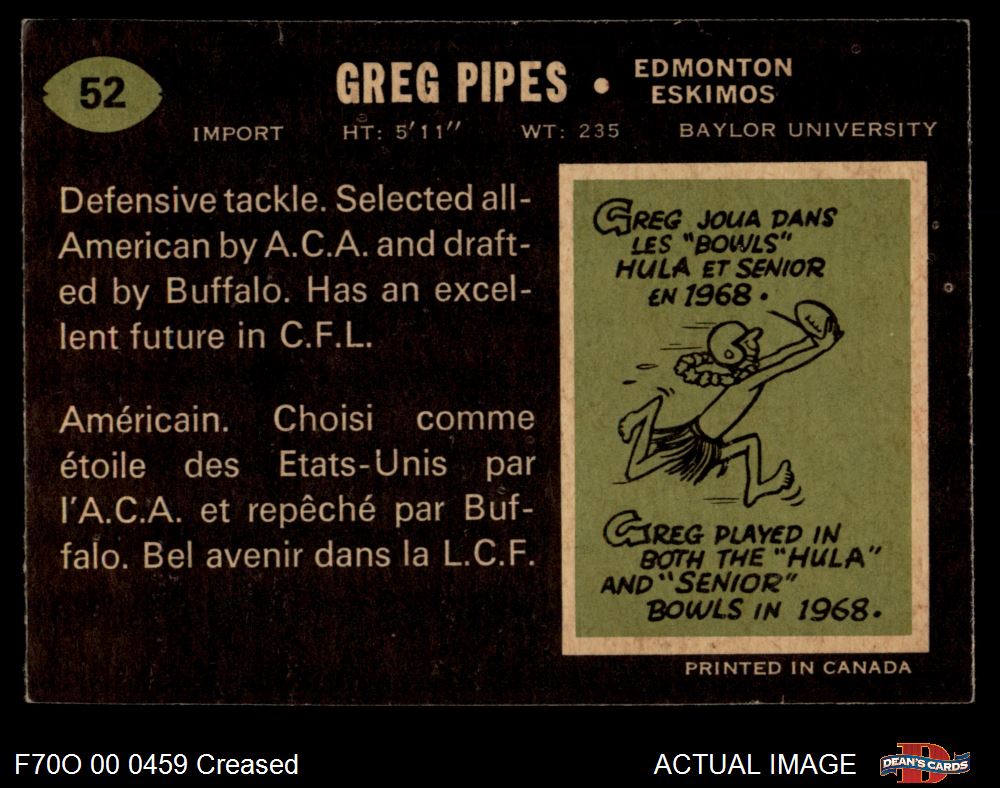 52
GREG PIPES • EDMONTON
ESKIMOS
IMPORT HT: 5'11" WT: 235 BAYLOR UNIVERSITY
Defensive tackle. Selected all-
American by A.C.A. and draft-
ed by Buffalo. Has an excel-
lent future in C.F.L.
Américain. Choisi comme
étoile des Etats-Unis par
l'A.C.A. et repêché par Buf-
falo. Bel avenir dans la L.C.F.
GREG JOUA DANS
LES "BOWLS"
HULA ET SENIOR
EN 1968.
GREG PLAYED IN
BOTH THE "HULA"
AND "SENIOR"
BOWLS IN 1968.
PRINTED IN CANADA
F70O 00 0459 Creased
ACTUAL IMAGE
D
DEAN'S CARDS